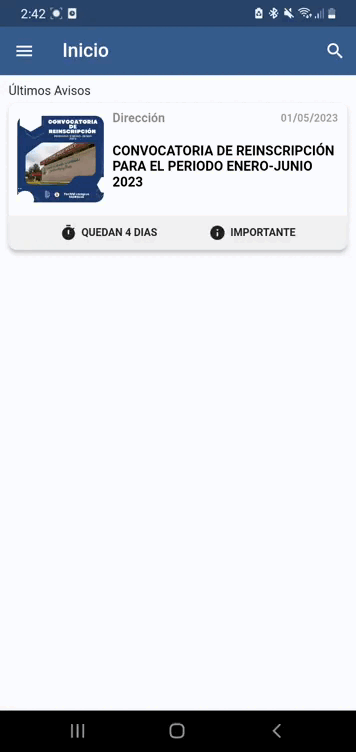 2:42
Inicio
Últimos Avisos
CONVOCATORIA
DE
REINSCRIPCIÓN
Dirección
01/05/2023
CONVOCATORIA DE REINSCRIPCIÓN
PARA EL PERIODO ENERO-JUNIO
2023
QUEDAN 4 DIAS
IMPORTANTE